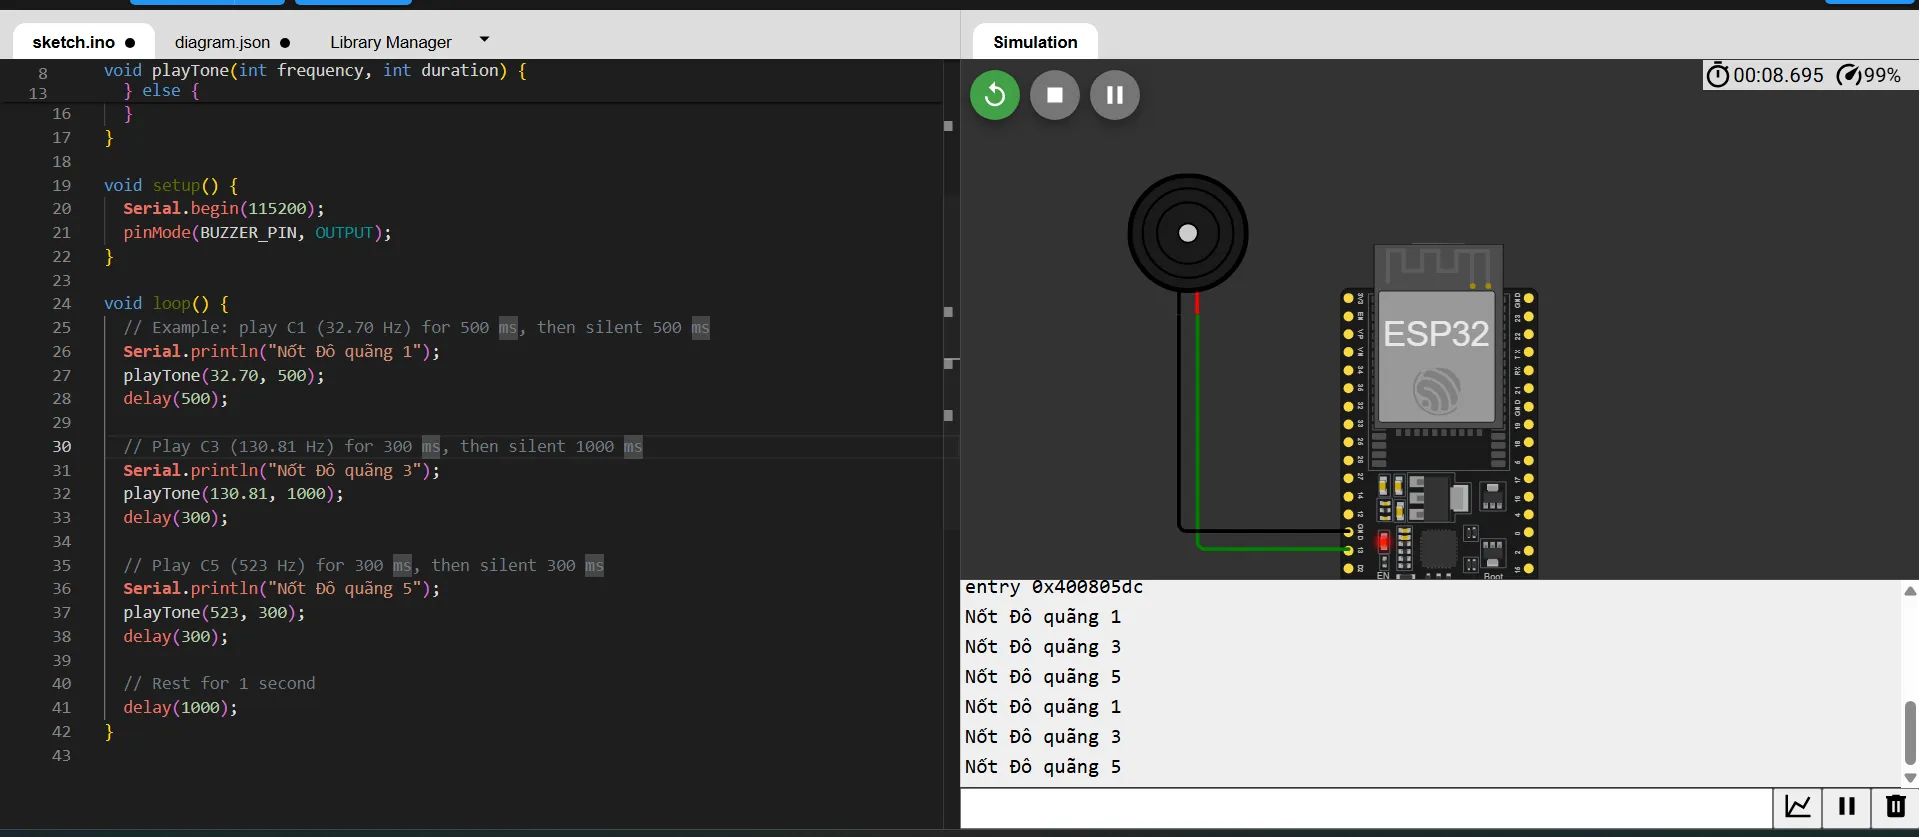 sketch.ino ● diagram.json ● Library Manager
8 void playTone(int frequency, int duration) {
13 } else {
16 }
17 }
18
19 void setup() {
20 Serial.begin(115200);
21 pinMode(BUZZER_PIN, OUTPUT);
22 }
23
24 void loop() {
25 // Example: play C1 (32.70 Hz) for 500 ms, then silent 500 ms
26 Serial.println("Nốt Đô quãng 1");
27 playTone(32.70, 500);
28 delay(500);
29
30 // Play C3 (130.81 Hz) for 300 ms, then silent 1000 ms
31 Serial.println("Nốt Đô quãng 3");
32 playTone(130.81, 1000);
33 delay(300);
34
35 // Play C5 (523 Hz) for 300 ms, then silent 300 ms
36 Serial.println("Nốt Đô quãng 5");
37 playTone(523, 300);
38 delay(300);
39
40 // Rest for 1 second
41 delay(1000);
42 }
43
Simulation
00:08.695 99%
ESP32
EN
Boot
entry 0x400805dc
Nốt Đô quãng 1
Nốt Đô quãng 3
Nốt Đô quãng 5
Nốt Đô quãng 1
Nốt Đô quãng 3
Nốt Đô quãng 5